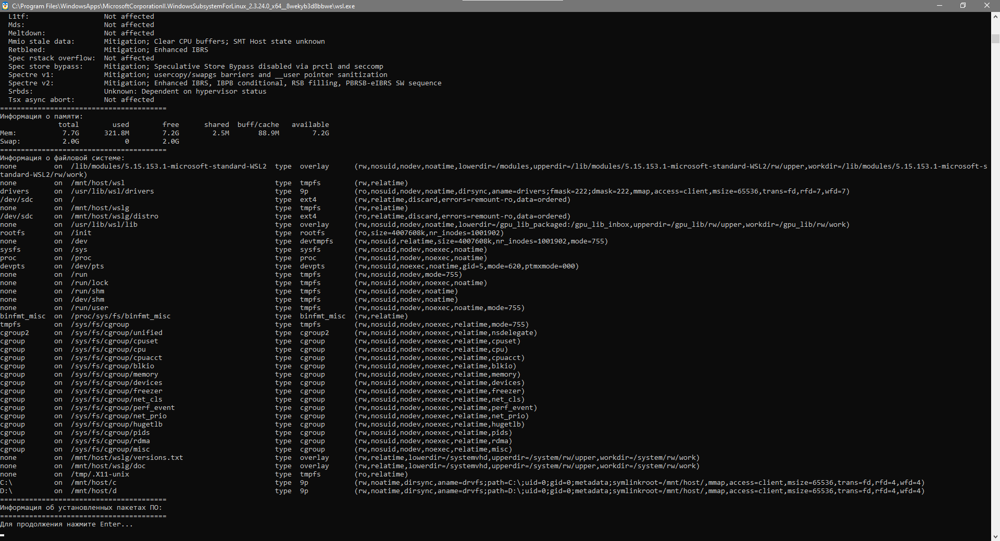 C:\Program Files\WindowsApps\MicrosoftCorporationII.WindowsSubsystemForLinux_2.3.24.0_x64__8wekyb3d8bbwe\wsl.exe
L1tf: Not affected
Mds: Not affected
Meltdown: Not affected
Mmio stale data: Mitigation; Clear CPU buffers; SMT Host state unknown
Retbleed: Mitigation; Enhanced IBRS
Spec rstack overflow: Not affected
Spec store bypass: Mitigation; Speculative Store Bypass disabled via prctl and seccomp
Spectre v1: Mitigation; usercopy/swapgs barriers and __user pointer sanitization
Spectre v2: Mitigation; Enhanced IBRS, IBPB conditional, RSB filling, PBRSB-eIBRS SW sequence
Srbds: Unknown: Dependent on hypervisor status
Tsx async abort: Not affected
========================================
Информация о памяти:
total used free shared buff/cache available
Mem: 7.7G 321.8M 7.2G 2.5M 88.9M 7.2G
Swap: 2.0G 0 2.0G
========================================
Информация о файловой системе:
none on /lib/modules/5.15.153.1-microsoft-standard-WSL2 type overlay (rw,nosuid,nodev,noatime,lowerdir=/modules,upperdir=/lib/modules/5.15.153.1-microsoft-standard-WSL2/rw/upper,workdir=/lib/modules/5.15.153.1-microsoft-s
tandard-WSL2/rw/work)
none on /mnt/host/wsl type tmpfs (rw,relatime)
drivers on /usr/lib/wsl/drivers type 9p (ro,nosuid,nodev,noatime,dirsync,aname=drivers;fmask=222;dmask=222,mmap,access=client,msize=65536,trans=fd,rfd=7,wfd=7)
/dev/sdc on / type ext4 (rw,relatime,discard,errors=remount-ro,data=ordered)
none on /mnt/host/wslg type tmpfs (rw,relatime)
/dev/sdc on /mnt/host/wslg/distro type ext4 (ro,relatime,discard,errors=remount-ro,data=ordered)
none on /usr/lib/wsl/lib type overlay (rw,nosuid,nodev,noatime,lowerdir=/gpu_lib_packaged:/gpu_lib_inbox,upperdir=/gpu_lib/rw/upper,workdir=/gpu_lib/rw/work)
rootfs on /init type rootfs (ro,size=4007608k,nr_inodes=1001902)
none on /dev type devtmpfs (rw,nosuid,relatime,size=4007608k,nr_inodes=1001902,mode=755)
sysfs on /sys type sysfs (rw,nosuid,nodev,noexec,noatime)
proc on /proc type proc (rw,nosuid,nodev,noexec,noatime)
devpts on /dev/pts type devpts (rw,nosuid,noexec,noatime,gid=5,mode=620,ptmxmode=000)
none on /run type tmpfs (rw,nosuid,nodev,mode=755)
none on /run/lock type tmpfs (rw,nosuid,nodev,noexec,noatime)
none on /run/shm type tmpfs (rw,nosuid,nodev,noatime)
none on /dev/shm type tmpfs (rw,nosuid,nodev,noatime)
none on /run/user type tmpfs (rw,nosuid,nodev,noexec,noatime,mode=755)
binfmt_misc on /proc/sys/fs/binfmt_misc type binfmt_misc (rw,relatime)
tmpfs on /sys/fs/cgroup type tmpfs (rw,nosuid,nodev,noexec,relatime,mode=755)
cgroup2 on /sys/fs/cgroup/unified type cgroup2 (rw,nosuid,nodev,noexec,relatime,nsdelegate)
cgroup on /sys/fs/cgroup/cpuset type cgroup (rw,nosuid,nodev,noexec,relatime,cpuset)
cgroup on /sys/fs/cgroup/cpu type cgroup (rw,nosuid,nodev,noexec,relatime,cpu)
cgroup on /sys/fs/cgroup/cpuacct type cgroup (rw,nosuid,nodev,noexec,relatime,cpuacct)
cgroup on /sys/fs/cgroup/blkio type cgroup (rw,nosuid,nodev,noexec,relatime,blkio)
cgroup on /sys/fs/cgroup/memory type cgroup (rw,nosuid,nodev,noexec,relatime,memory)
cgroup on /sys/fs/cgroup/devices type cgroup (rw,nosuid,nodev,noexec,relatime,devices)
cgroup on /sys/fs/cgroup/freezer type cgroup (rw,nosuid,nodev,noexec,relatime,freezer)
cgroup on /sys/fs/cgroup/net_cls type cgroup (rw,nosuid,nodev,noexec,relatime,net_cls)
cgroup on /sys/fs/cgroup/perf_event type cgroup (rw,nosuid,nodev,noexec,relatime,perf_event)
cgroup on /sys/fs/cgroup/net_prio type cgroup (rw,nosuid,nodev,noexec,relatime,net_prio)
cgroup on /sys/fs/cgroup/hugetlb type cgroup (rw,nosuid,nodev,noexec,relatime,hugetlb)
cgroup on /sys/fs/cgroup/pids type cgroup (rw,nosuid,nodev,noexec,relatime,pids)
cgroup on /sys/fs/cgroup/rdma type cgroup (rw,nosuid,nodev,noexec,relatime,rdma)
cgroup on /sys/fs/cgroup/misc type cgroup (rw,nosuid,nodev,noexec,relatime,misc)
none on /mnt/host/wslg/versions.txt type overlay (rw,relatime,lowerdir=/systemvhd,upperdir=/system/rw/upper,workdir=/system/rw/work)
none on /mnt/host/wslg/doc type overlay (rw,relatime,lowerdir=/systemvhd,upperdir=/system/rw/upper,workdir=/system/rw/work)
none on /tmp/.X11-unix type tmpfs (ro,relatime)
C:\ on /mnt/host/c type 9p (rw,noatime,dirsync,aname=drvfs;path=C:\;uid=0;gid=0;metadata;symlinkroot=/mnt/host/,mmap,access=client,msize=65536,trans=fd,rfd=4,wfd=4)
D:\ on /mnt/host/d type 9p (rw,noatime,dirsync,aname=drvfs;path=D:\;uid=0;gid=0;metadata;symlinkroot=/mnt/host/,mmap,access=client,msize=65536,trans=fd,rfd=4,wfd=4)
========================================
Информация об установленных пакетах ПО:
========================================
Для продолжения нажмите Enter...